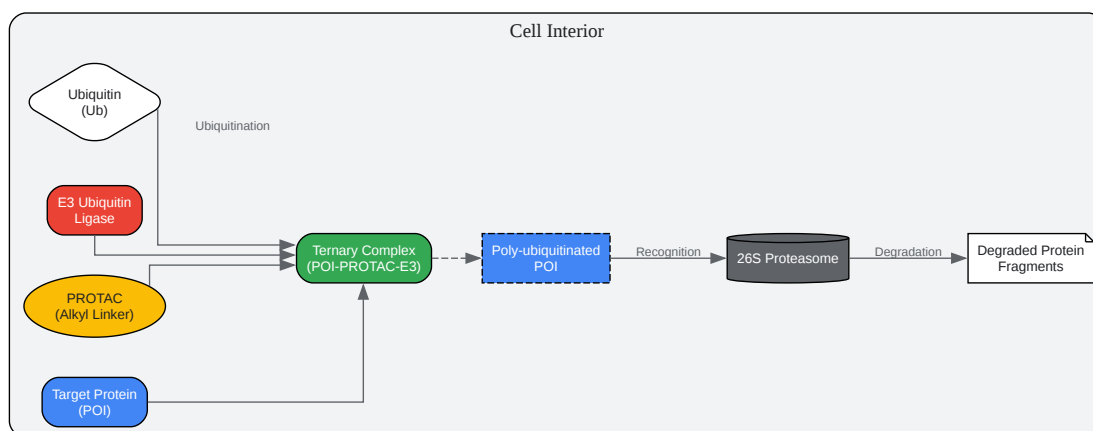 Cell Interior
Ubiquitin
(Ub)
Ubiquitination
E3 Ubiquitin
Ligase
Ternary Complex
(POI-PROTAC-E3)
Poly-ubiquitinated
POI
Recognition
26S Proteasome
Degradation
Degraded Protein
Fragments
PROTAC
(Alkyl Linker)
Target Protein
(POI)